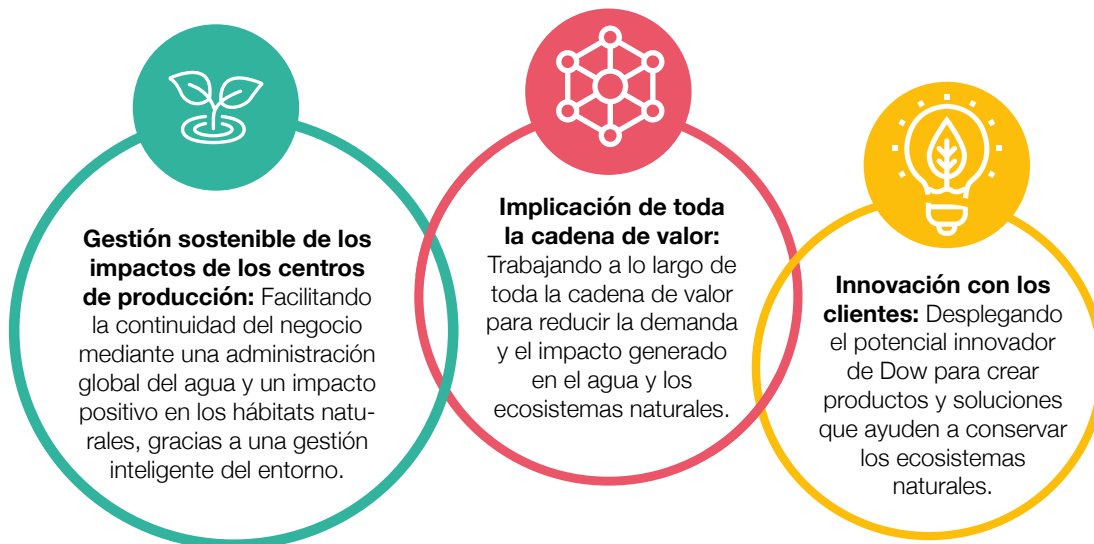 Gestión sostenible de los
impactos de los centros
de producción: Facilitando
la continuidad del negocio
mediante una administración
global del agua y un impacto
positivo en los hábitats natu-
rales, gracias a una gestión
inteligente del entorno.
Implicación de toda
la cadena de valor:
Trabajando a lo largo de
toda la cadena de valor
para reducir la demanda
y el impacto generado
en el agua y los
ecosistemas naturales.
Innovación con los
clientes: Desplegando
el potencial innovador
de Dow para crear
productos y soluciones
que ayuden a conservar
los ecosistemas
naturales.